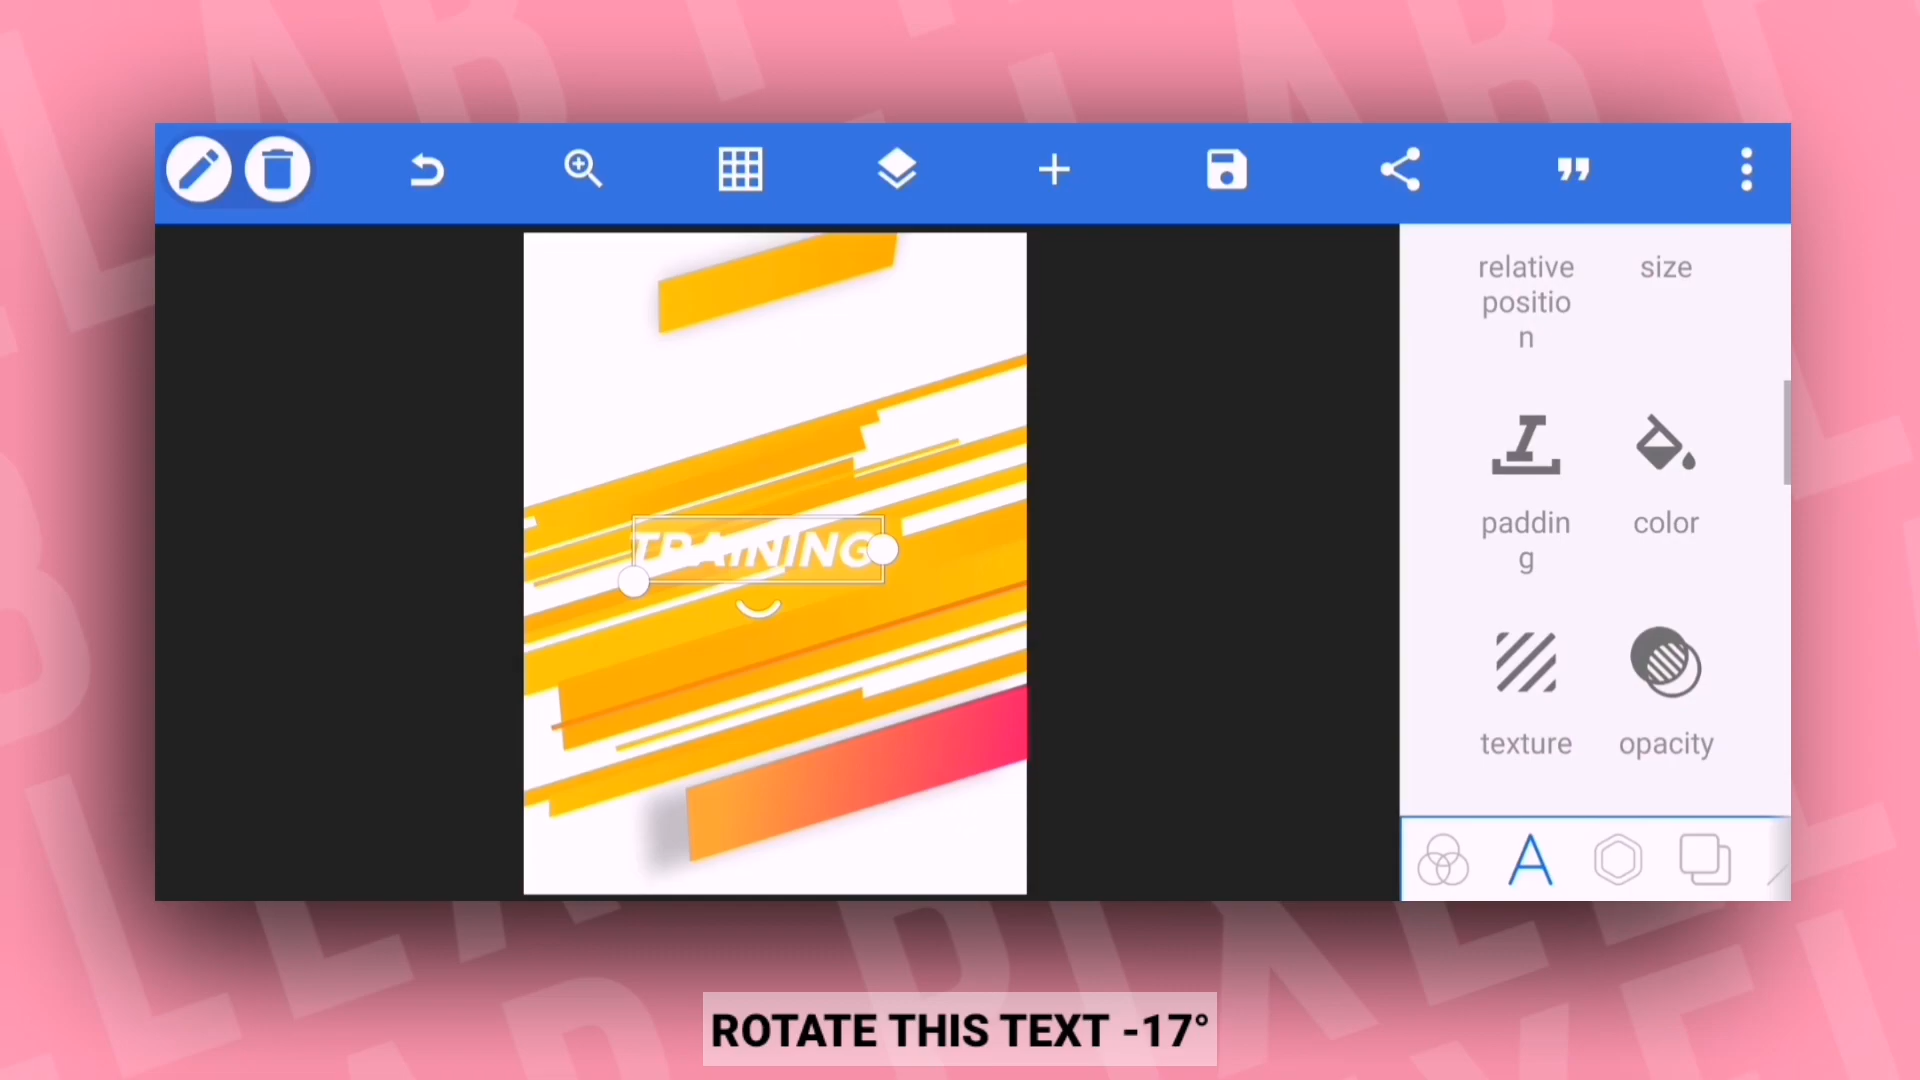 relative
positio
n
size
TRAINING
paddin
g
color
texture
opacity
ROTATE THIS TEXT -17°